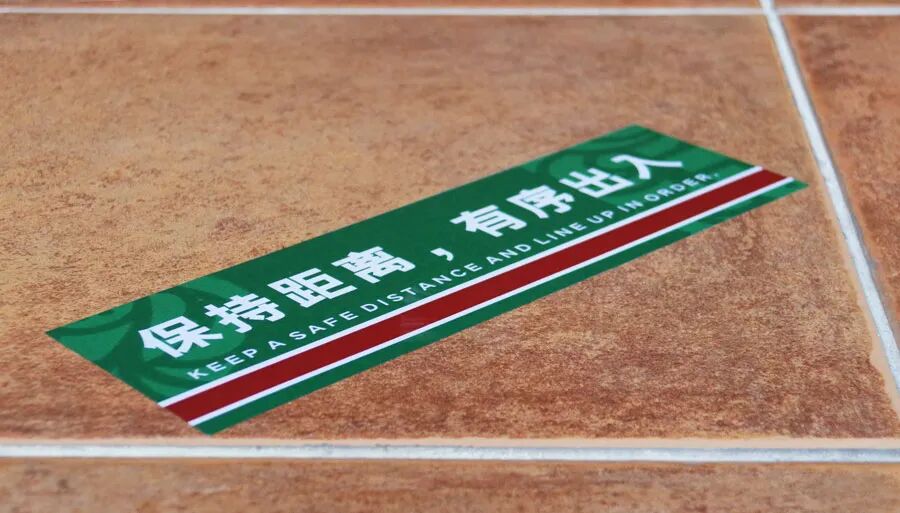 保持距离，有序出入
KEEP A SAFE DISTANCE AND LINE UP IN ORDER.